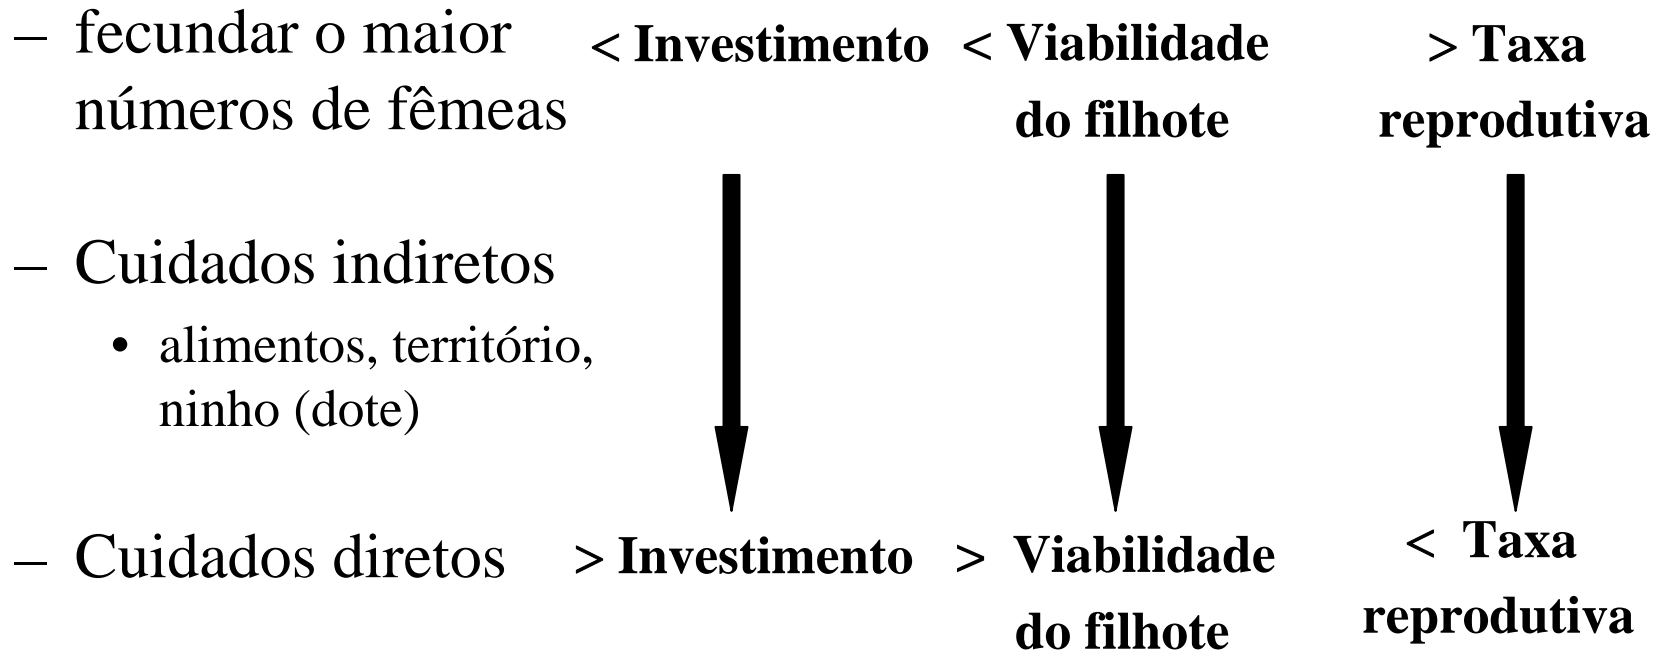 – fecundar o maior
números de fêmeas
< Investimento
< Viabilidade
do filhote
> Taxa
reprodutiva
– Cuidados indiretos
• alimentos, território,
ninho (dote)
– Cuidados diretos
> Investimento
> Viabilidade
do filhote
< Taxa
reprodutiva